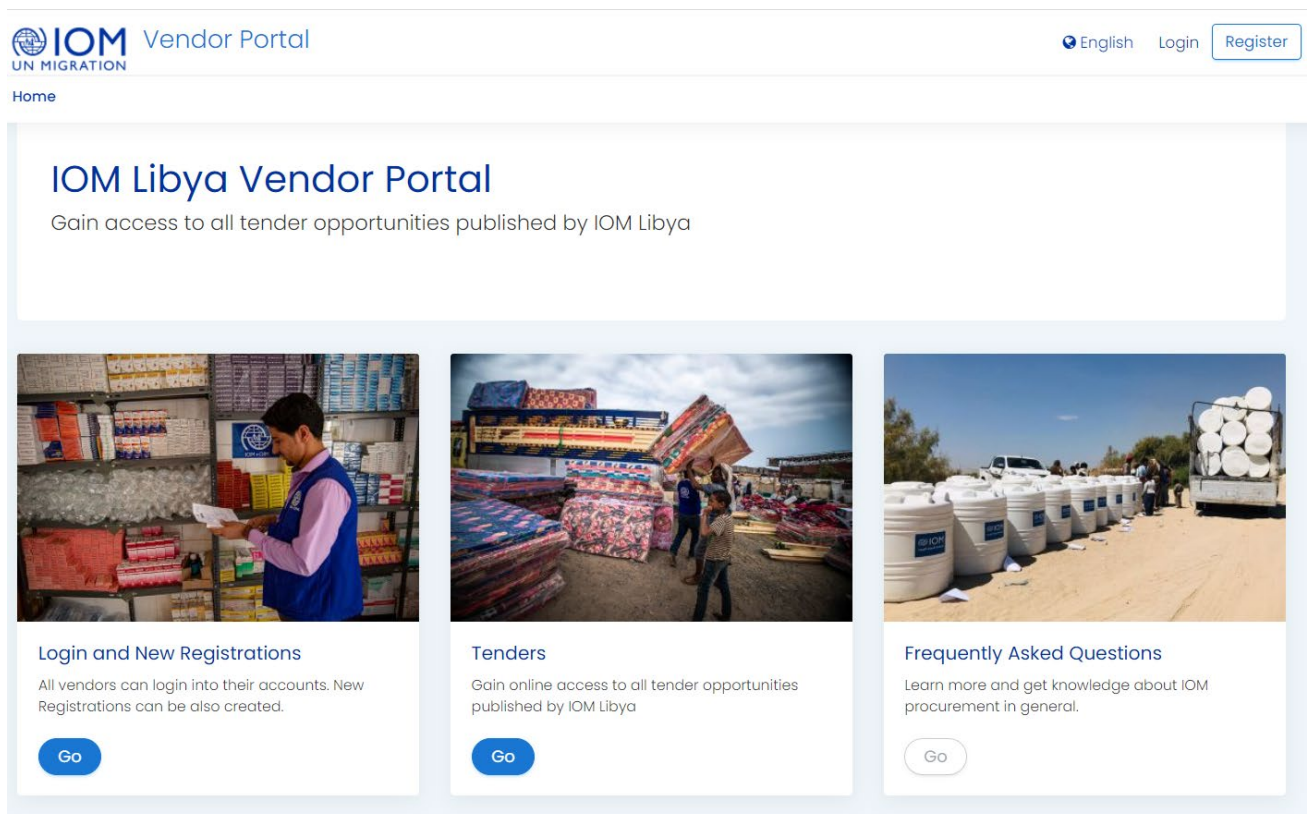 IOM
UN MIGRATION
Vendor Portal
English Login Register
Home
IOM Libya Vendor Portal
Gain access to all tender opportunities published by IOM Libya
Login and New Registrations
All vendors can login into their accounts. New
Registrations can be also created.
Go
Tenders
Gain online access to all tender opportunities
published by IOM Libya
Go
IOM
Frequently Asked Questions
Learn more and get knowledge about IOM
procurement in general.
Go